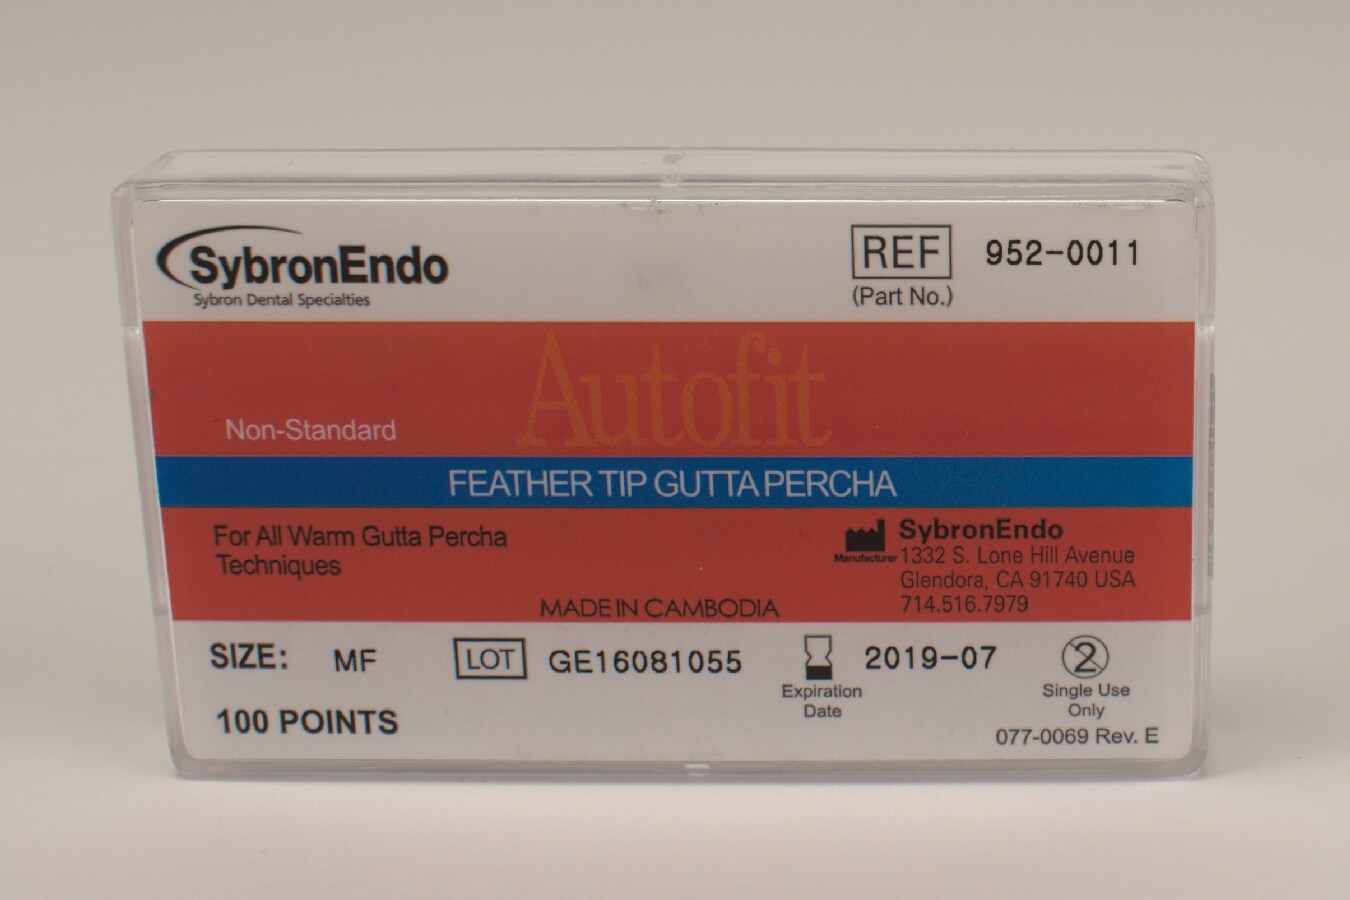 SybronEndo
Sybron Dental Specialties
REF 952-0011
(Part No.)
Autofit
Non-Standard
FEATHER TIP GUTTA PERCHA
For All Warm Gutta Percha
Techniques
MADE IN CAMBODIA
Manufacturer
SybronEndo
1332 S. Lone Hill Avenue
Glendora, CA 91740 USA
714.516.7979
SIZE: MF
LOT GE16081055
2019-07
Expiration
Date
2
Single Use
Only
100 POINTS
077-0069 Rev. E